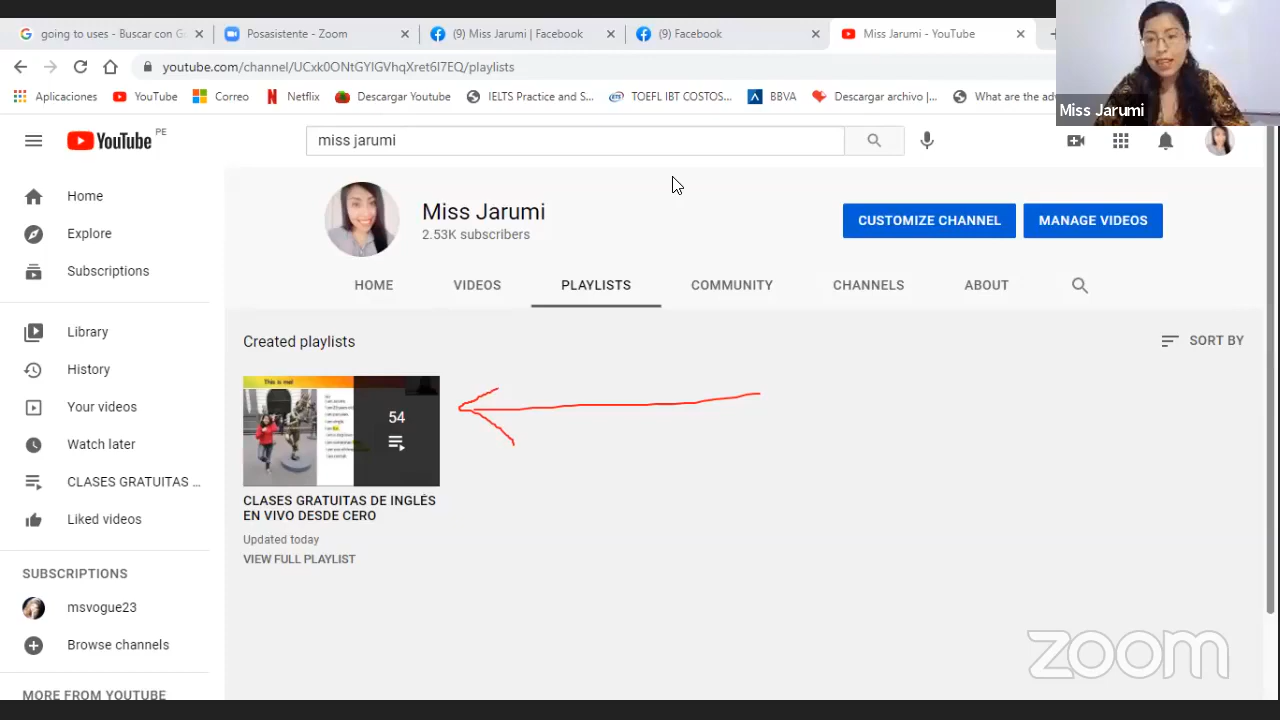 going to uses - Buscar con G
Posasistente - Zoom
(9) Miss Jarumi | Facebook
(9) Facebook
Miss Jarumi - YouTube
youtube.com/channel/UCxk0ONtGYlGVhqXret6I7EQ/playlists
Aplicaciones
YouTube
Correo
Netflix
Descargar Youtube
IELTS Practice and S...
TOEFL IBT COSTOS...
BBVA
Descargar archivo |...
What are the ad
Miss Jarumi
YouTube PE
miss jarumi
Home
Explore
Subscriptions
Library
History
Your videos
Watch later
CLASES GRATUITAS ...
Liked videos
SUBSCRIPTIONS
msvogue23
Browse channels
MORE FROM YOUTUBE
Miss Jarumi
2.53K subscribers
CUSTOMIZE CHANNEL
MANAGE VIDEOS
HOME
VIDEOS
PLAYLISTS
COMMUNITY
CHANNELS
ABOUT
Created playlists
SORT BY
This is me!
54
CLASES GRATUITAS DE INGLÉS
EN VIVO DESDE CERO
Updated today
VIEW FULL PLAYLIST
zoom